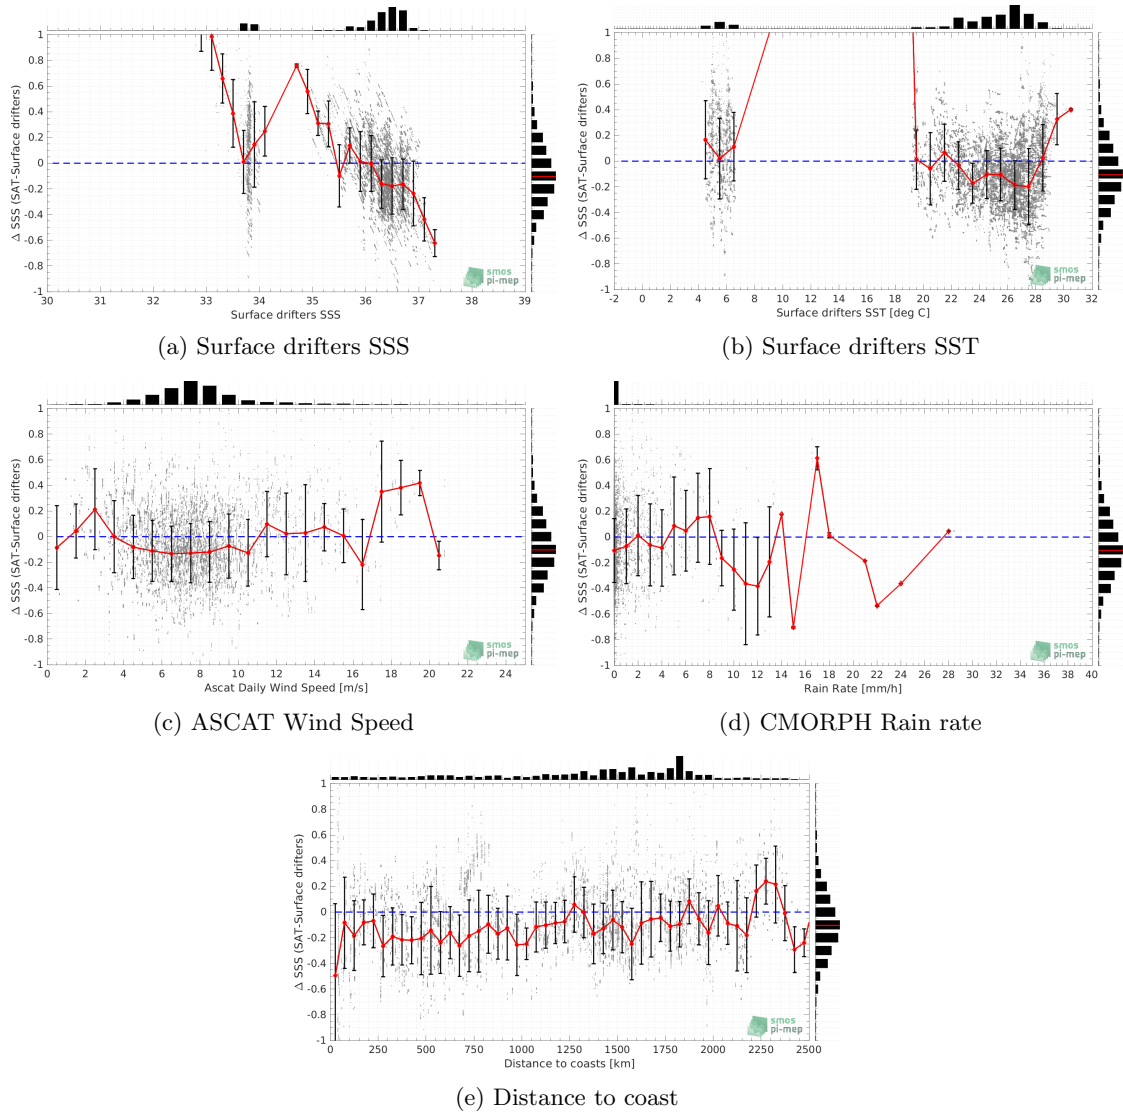 1
0.8
0.6
0.4
0.2
0
-0.2
-0.4
-0.6
-0.8
-1
Δ SSS (SAT-Surface drifters)
30 31 32 33 34 35 36 37 38 39
Surface drifters SSS
smos
pi-mep
(a) Surface drifters SSS
1
0.8
0.6
0.4
0.2
0
-0.2
-0.4
-0.6
-0.8
-1
Δ SSS (SAT-Surface drifters)
-2 0 2 4 6 8 10 12 14 16 18 20 22 24 26 28 30 32
Surface drifters SST [deg C]
smos
pi-mep
(b) Surface drifters SST
1
0.8
0.6
0.4
0.2
0
-0.2
-0.4
-0.6
-0.8
-1
Δ SSS (SAT-Surface drifters)
0 2 4 6 8 10 12 14 16 18 20 22 24
Ascat Daily Wind Speed [m/s]
smos
pi-mep
(c) ASCAT Wind Speed
1
0.8
0.6
0.4
0.2
0
-0.2
-0.4
-0.6
-0.8
-1
Δ SSS (SAT-Surface drifters)
0 2 4 6 8 10 12 14 16 18 20 22 24 26 28 30 32 34 36 38 40
Rain Rate [mm/h]
smos
pi-mep
(d) CMORPH Rain rate
1
0.8
0.6
0.4
0.2
0
-0.2
-0.4
-0.6
-0.8
-1
Δ SSS (SAT-Surface drifters)
0 250 500 750 1000 1250 1500 1750 2000 2250 2500
Distance to coasts [km]
smos
pi-mep
(e) Distance to coast